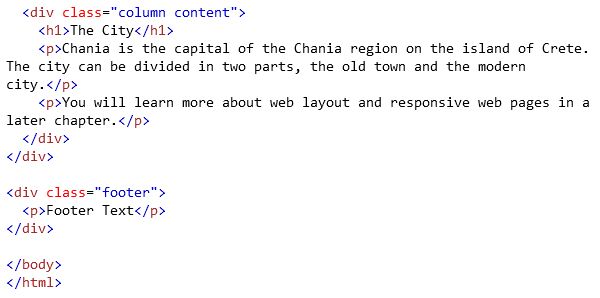 <div class="column content">
<h1>The City</h1>
<p>Chania is the capital of the Chania region on the island of Crete.
The city can be divided in two parts, the old town and the modern
city.</p>
<p>You will learn more about web layout and responsive web pages in a
later chapter.</p>
</div>
</div>
<div class="footer">
<p>Footer Text</p>
</div>
</body>
</html>